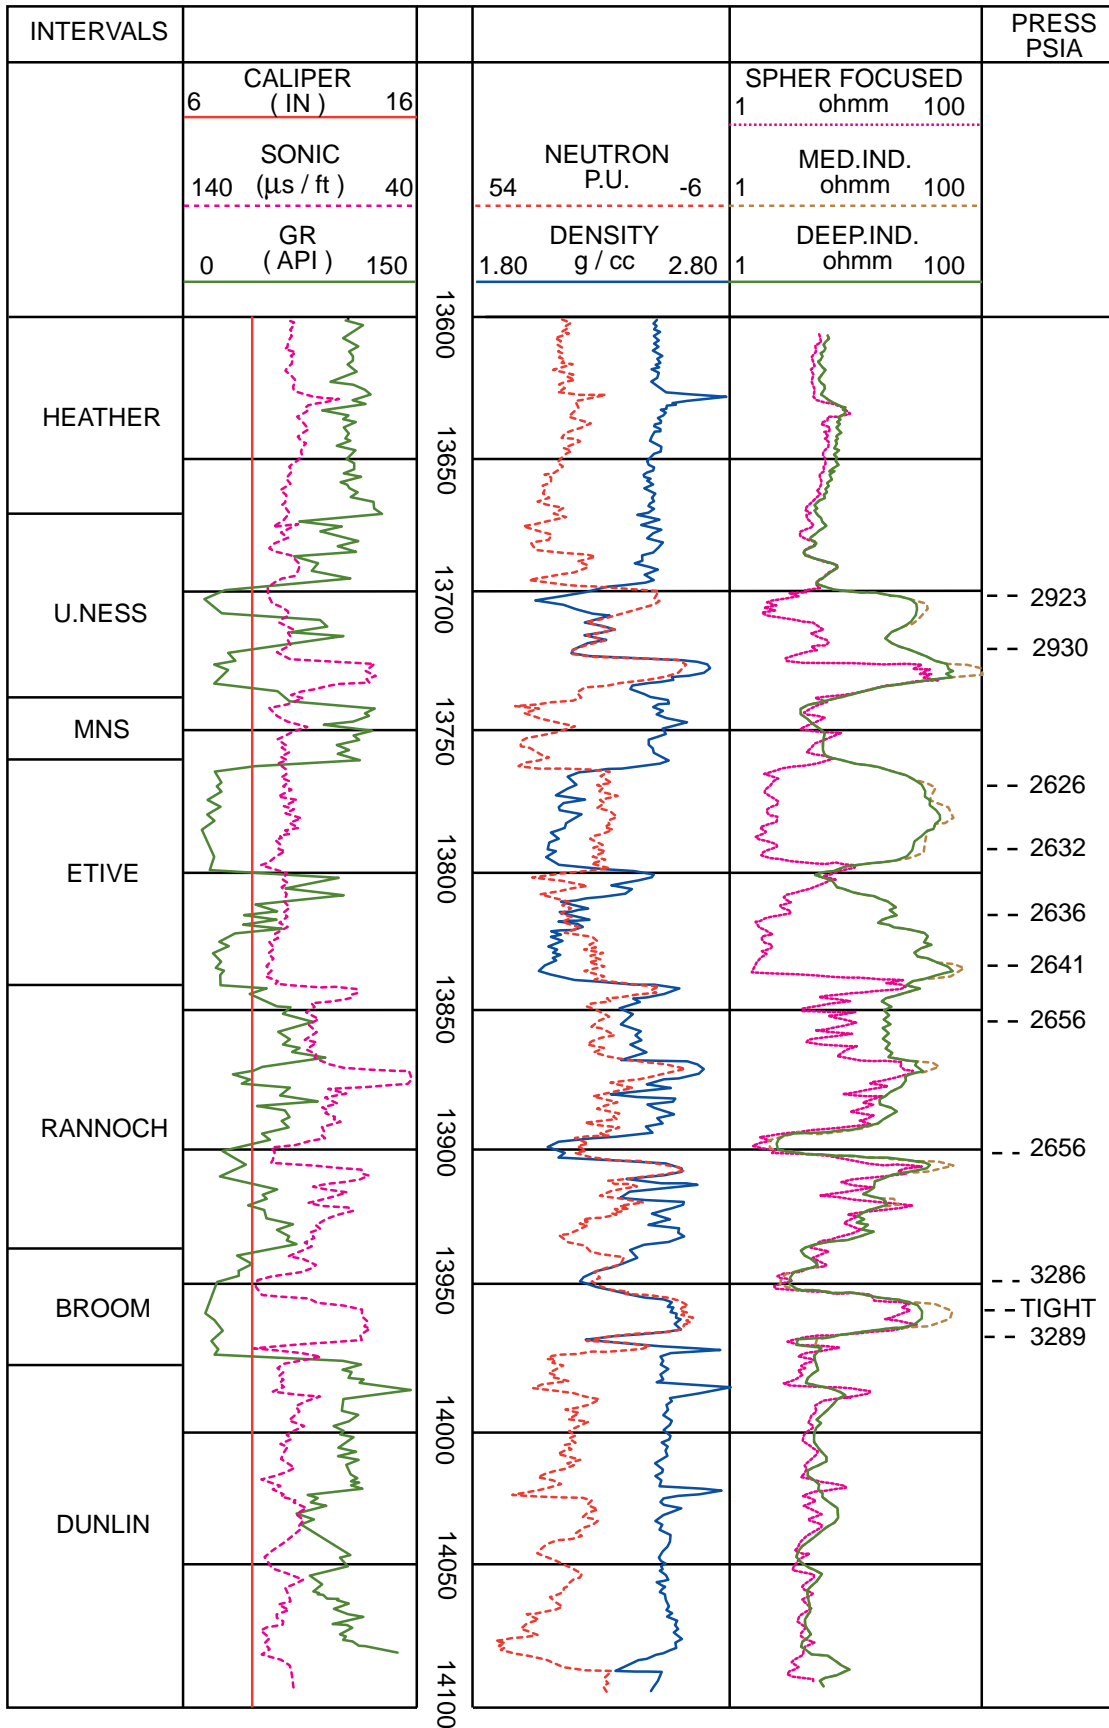 INTERVALS
PRESS
PSIA
CALIPER
6 ( IN ) 16
SONIC
140 (µs / ft ) 40
GR
0 ( API ) 150
NEUTRON
54 P.U. -6
DENSITY
1.80 g / cc 2.80
SPHER FOCUSED
1 ohmm 100
MED.IND.
1 ohmm 100
DEEP.IND.
1 ohmm 100
13600
HEATHER
13650
U.NESS
13700
2923
2930
MNS
13750
2626
ETIVE
13800
2632
2636
2641
13850
2656
RANNOCH
13900
2656
13950
3286
BROOM
TIGHT
3289
14000
DUNLIN
14050
14100